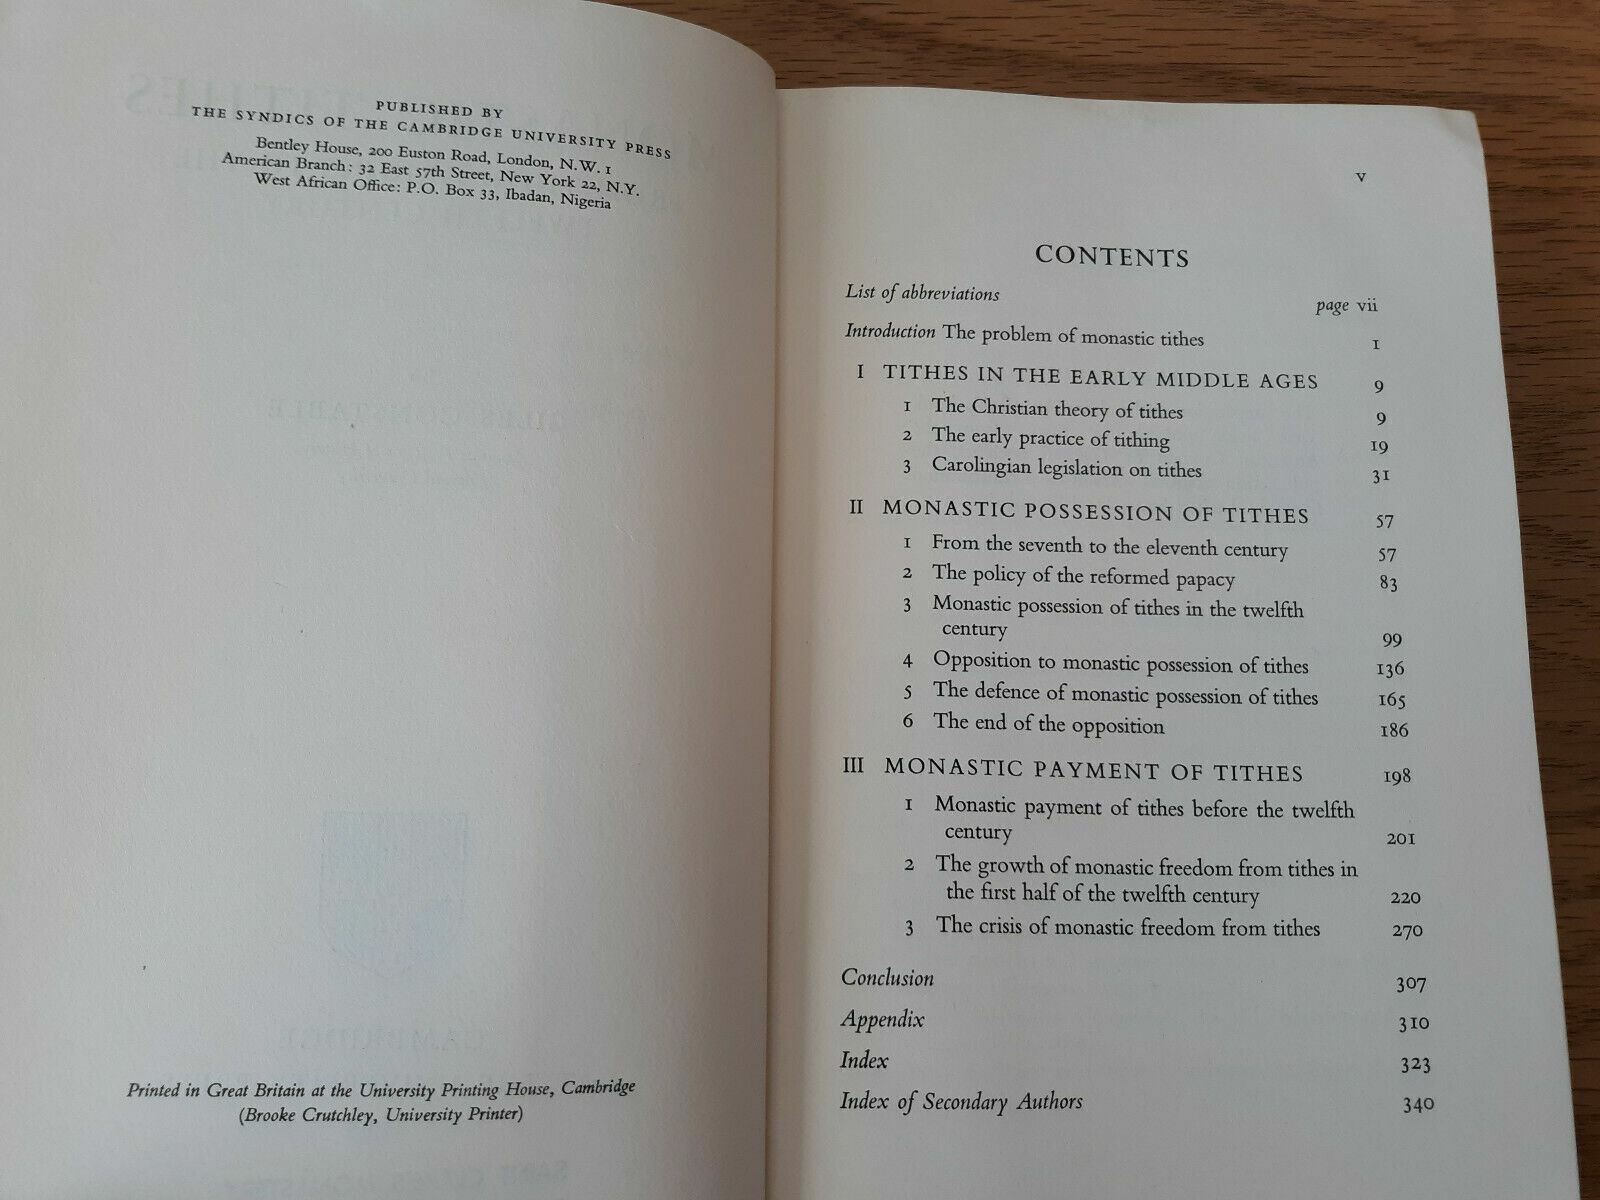 PUBLISHED BY
THE SYNDICS OF THE CAMBRIDGE UNIVERSITY PRESS
Bentley House, 200 Euston Road, London, N.W. 1
American Branch: 32 East 57th Street, New York 22, N.Y.
West African Office: P.O. Box 33, Ibadan, Nigeria
Printed in Great Britain at the University Printing House, Cambridge
(Brooke Crutchley, University Printer)
v
CONTENTS
List of abbreviations page vii
Introduction The problem of monastic tithes 1
I TITHES IN THE EARLY MIDDLE AGES 9
1 The Christian theory of tithes 9
2 The early practice of tithing 19
3 Carolingian legislation on tithes 31
II MONASTIC POSSESSION OF TITHES 57
1 From the seventh to the eleventh century 57
2 The policy of the reformed papacy 83
3 Monastic possession of tithes in the twelfth
century 99
4 Opposition to monastic possession of tithes 136
5 The defence of monastic possession of tithes 165
6 The end of the opposition 186
III MONASTIC PAYMENT OF TITHES 198
1 Monastic payment of tithes before the twelfth
century 201
2 The growth of monastic freedom from tithes in
the first half of the twelfth century 220
3 The crisis of monastic freedom from tithes 270
Conclusion 307
Appendix 310
Index 323
Index of Secondary Authors 340